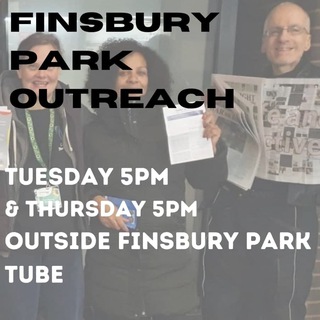 FINSBURY
PARK
OUTREACH
TUESDAY 5PM
& THURSDAY 5PM
OUTSIDE FINSBURY PARK
TUBE